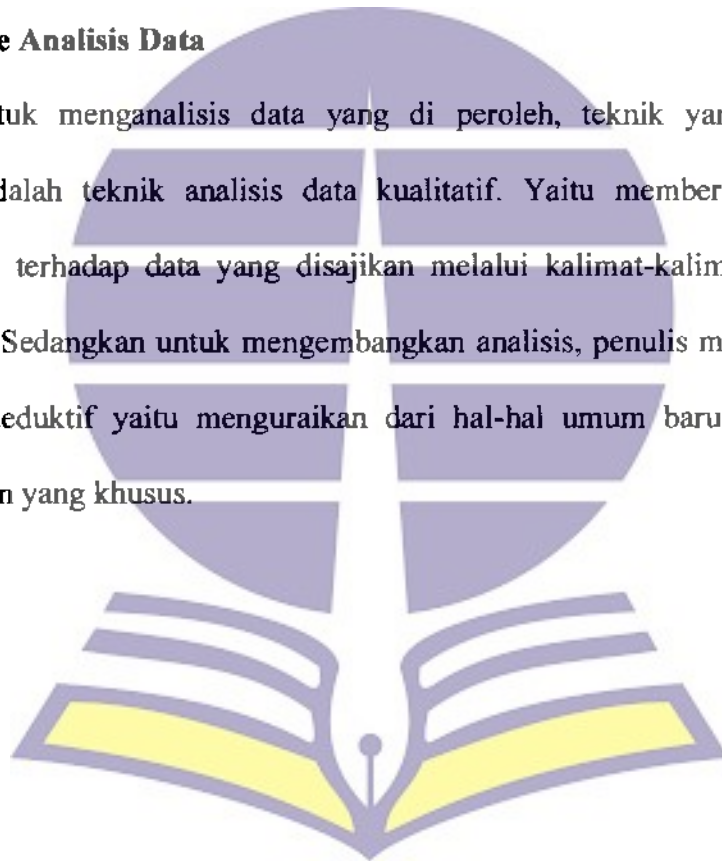 e Analisis Data
tuk menganalisis data yang di peroleh, teknik yan
dalah teknik analisis data kualitatif. Yaitu member
terhadap data yang disajikan melalui kalimat-kalim
Sedangkan untuk mengembangkan analisis, penulis m
eduktif yaitu menguraikan dari hal-hal umum baru
n yang khusus.